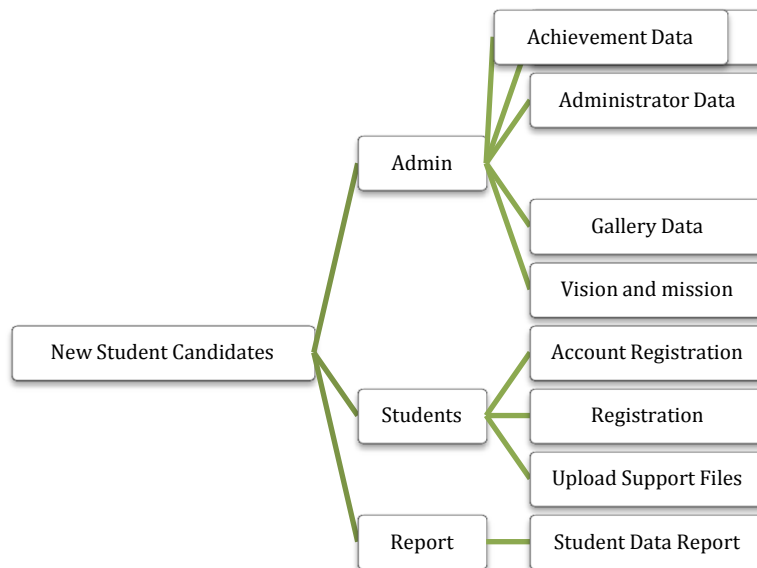 Achievement Data
Administrator Data
Admin
Gallery Data
Vision and mission
New Student Candidates
Account Registration
Students
Registration
Upload Support Files
Report
Student Data Report